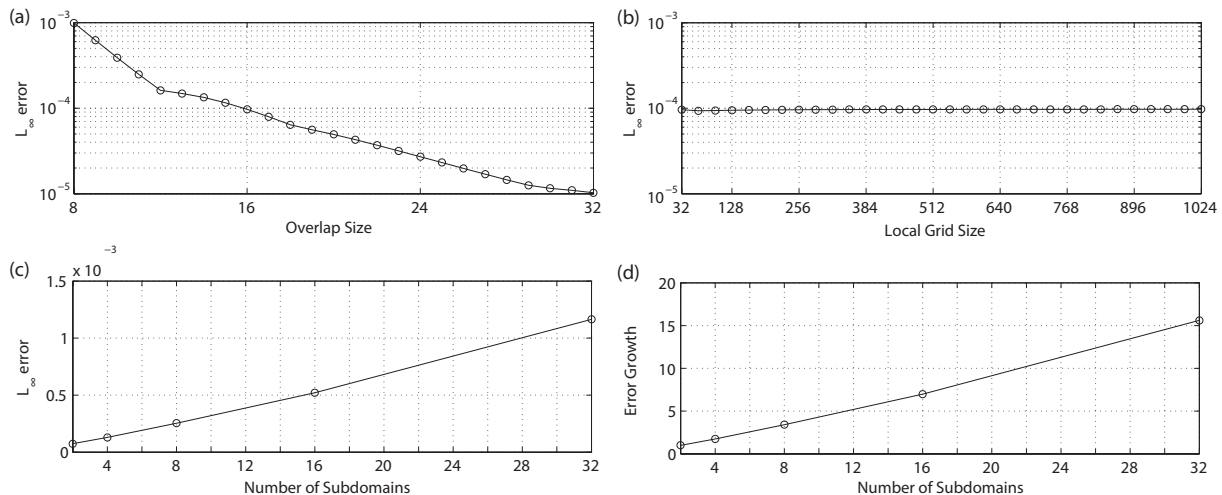 (a)
10⁻³
10⁻⁴
10⁻⁵
L∞ error
8 16 24 32
Overlap Size
(b)
10⁻³
10⁻⁴
10⁻⁵
L∞ error
32 128 256 384 512 640 768 896 1024
Local Grid Size
(c)
x 10⁻³
1.5
1
0.5
0
L∞ error
4 8 12 16 20 24 28 32
Number of Subdomains
(d)
20
15
10
5
0
Error Growth
4 8 12 16 20 24 28 32
Number of Subdomains